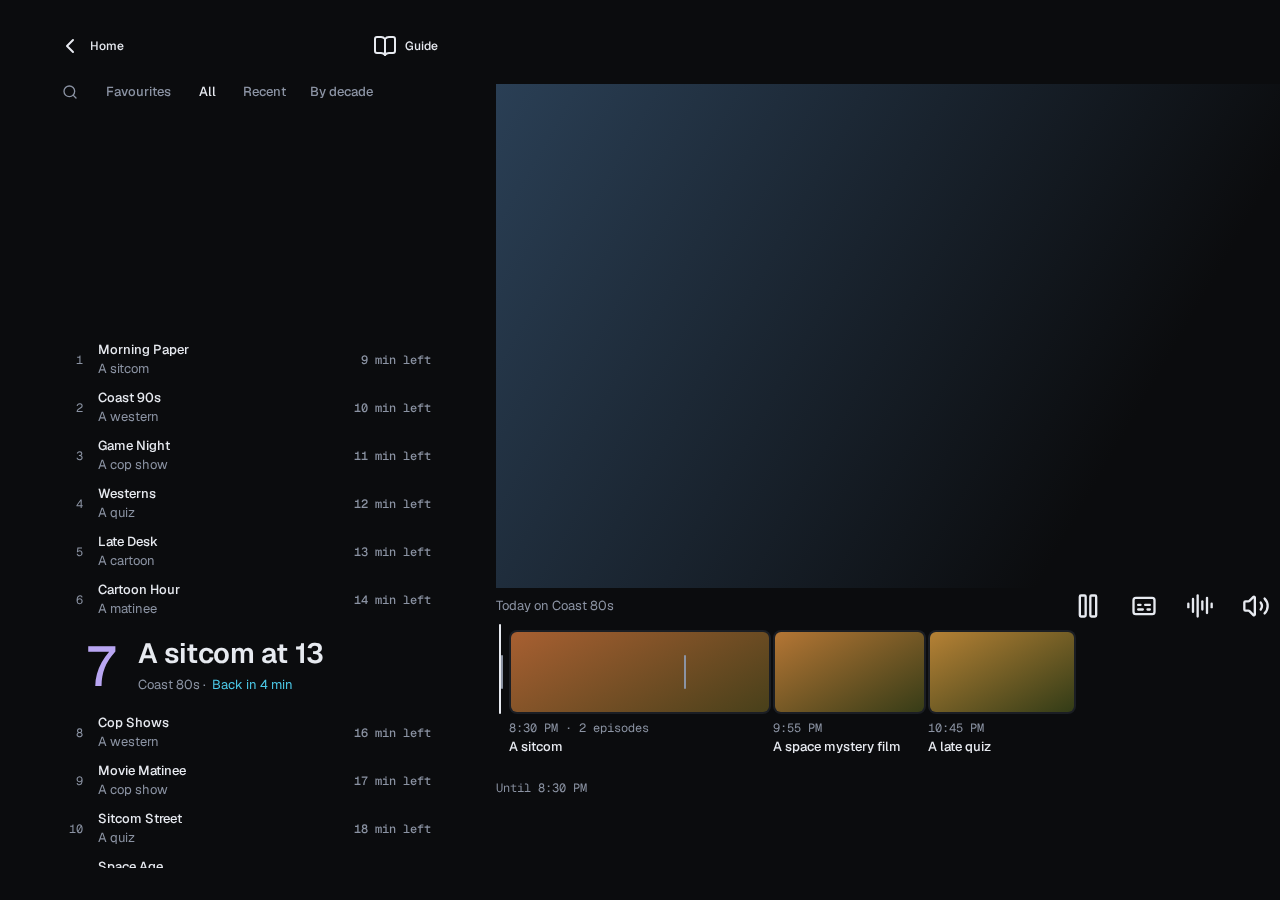 Home
Guide
Favourites
All
Recent
By decade
1
Morning Paper
A sitcom
9 min left
2
Coast 90s
A western
10 min left
3
Game Night
A cop show
11 min left
4
Westerns
A quiz
12 min left
5
Late Desk
A cartoon
13 min left
6
Cartoon Hour
A matinee
14 min left
7
A sitcom at 13
Coast 80s · Back in 4 min
8
Cop Shows
A western
16 min left
9
Movie Matinee
A cop show
17 min left
10
Sitcom Street
A quiz
18 min left
Space Age
Today on Coast 80s
8:30 PM · 2 episodes
A sitcom
9:55 PM
A space mystery film
10:45 PM
A late quiz
Until 8:30 PM